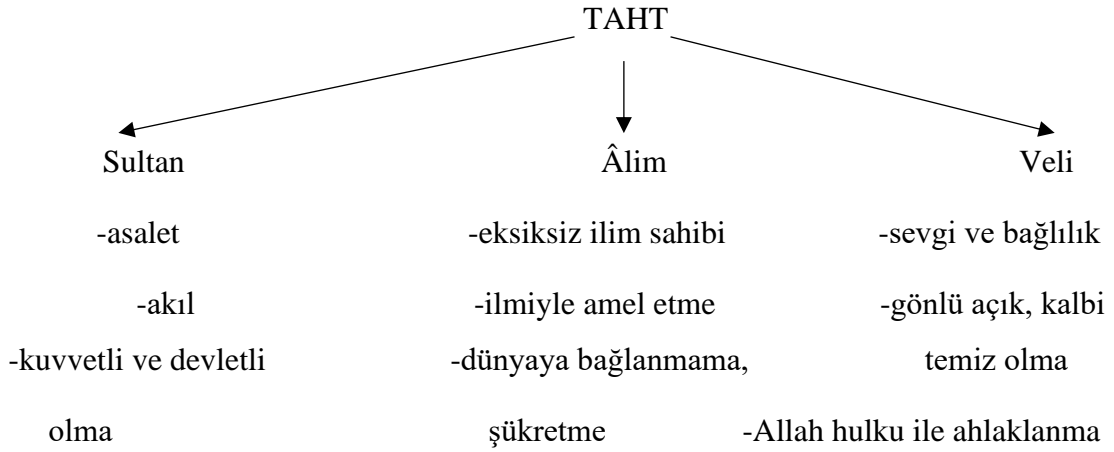 TAHT
Sultan Âlim Veli
-asalet -eksiksiz ilim sahibi -sevgi ve bağlılık
-akıl -ilmiyle amel etme -gönlü açık, kalbi
-kuvvetli ve devletli -dünyaya bağlanmama, temiz olma
olma şükretme -Allah hulku ile ahlaklanma